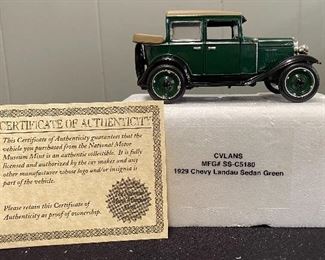 CERTIFICATE OF AUTHENTICITY
This Certificate of Authenticity guarantees that the
vehicle you purchased from the National Motor
Museum Mint is an authentic collectible. It is fully
licensed and authorized by the car maker and any
other manufacturer whose logo and/or insignia is
part of the vehicle.
Please retain this Certificate of
Authenticity as proof of ownership.
CVLANS
MFG# SS-C5180
1929 Chevy Landau Sedan Green